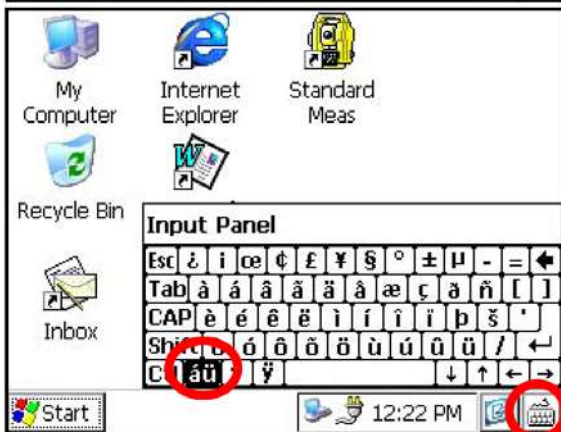 My Computer
Internet Explorer
Standard Meas
Recycle Bin
Inbox
Input Panel
Esc ¿ ¡ œ ¢ £ ¥ § ° ± µ - =
Tab à á â ã ä å æ ç ð ñ [ ]
CAP è é ê ë ì í î ï þ š '
Shift ó ô õ ö ù ú û ü /
áü ÿ
Start
12:22 PM